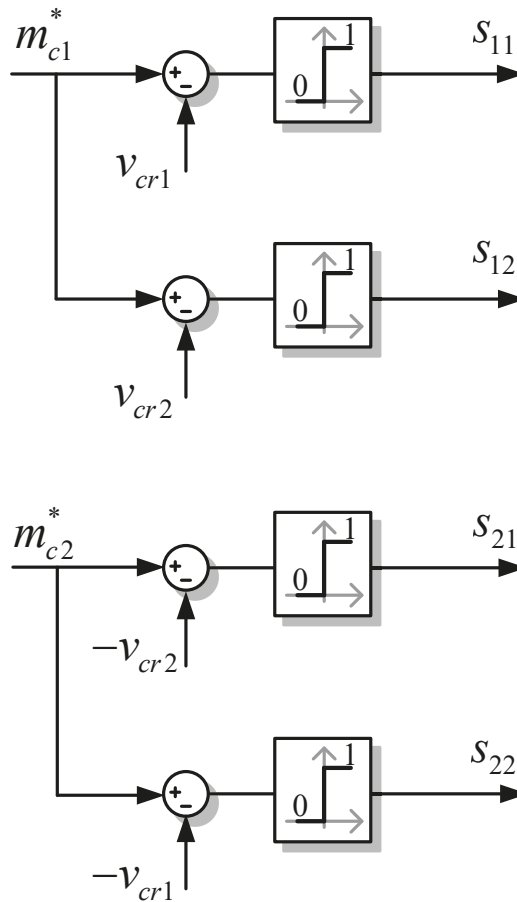 m*c1 s11
+
-
0 1
vcr1
s12
+
-
0 1
vcr2
m*c2 s21
+
-
0 1
−vcr2
s22
+
-
0 1
−vcr1